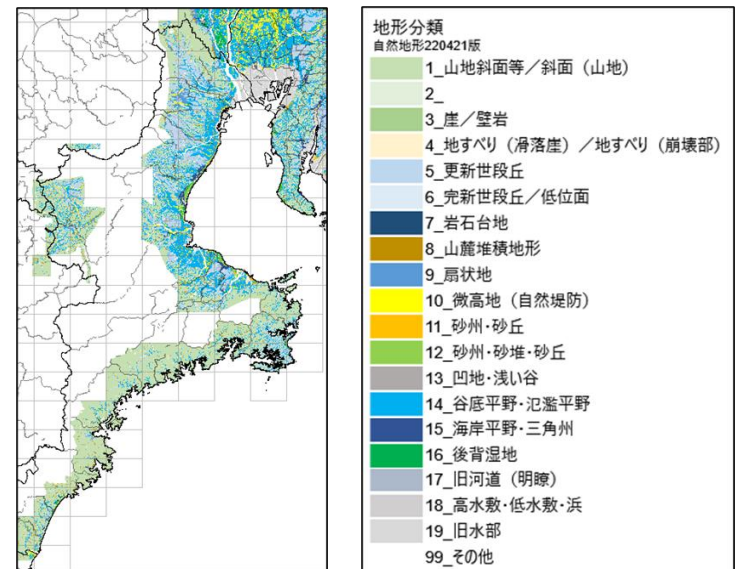 地形分類
自然地形220421版
1_山地斜面等／斜面（山地）
2_
3_崖／壁岩
4_地すべり（滑落崖）／地すべり（崩壊部）
5_更新世段丘
6_完新世段丘／低位面
7_岩石台地
8_山麓堆積地形
9_扇状地
10_微高地（自然堤防）
11_砂州･砂丘
12_砂州･砂堆･砂丘
13_凹地･浅い谷
14_谷底平野･氾濫平野
15_海岸平野･三角州
16_後背湿地
17_旧河道（明瞭）
18_高水敷･低水敷･浜
19_旧水部
99_その他